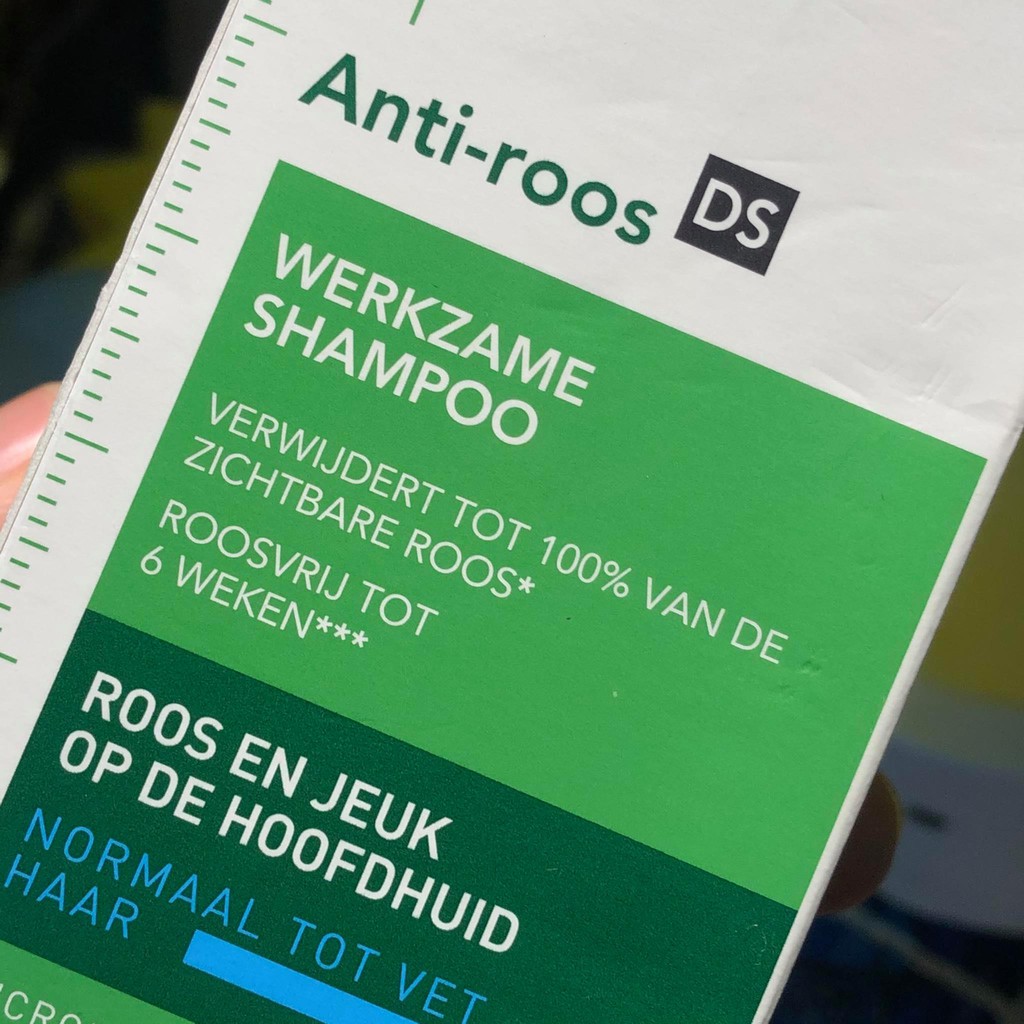 Anti-roos DS
WERKZAME
SHAMPOO
VERWIJDERT TOT 100% VAN DE
ZICHTBARE ROOS*
ROOSVRIJ TOT
6 WEKEN***
ROOS EN JEUK
OP DE HOOFDHUID
NORMAAL TOT VET
HAAR